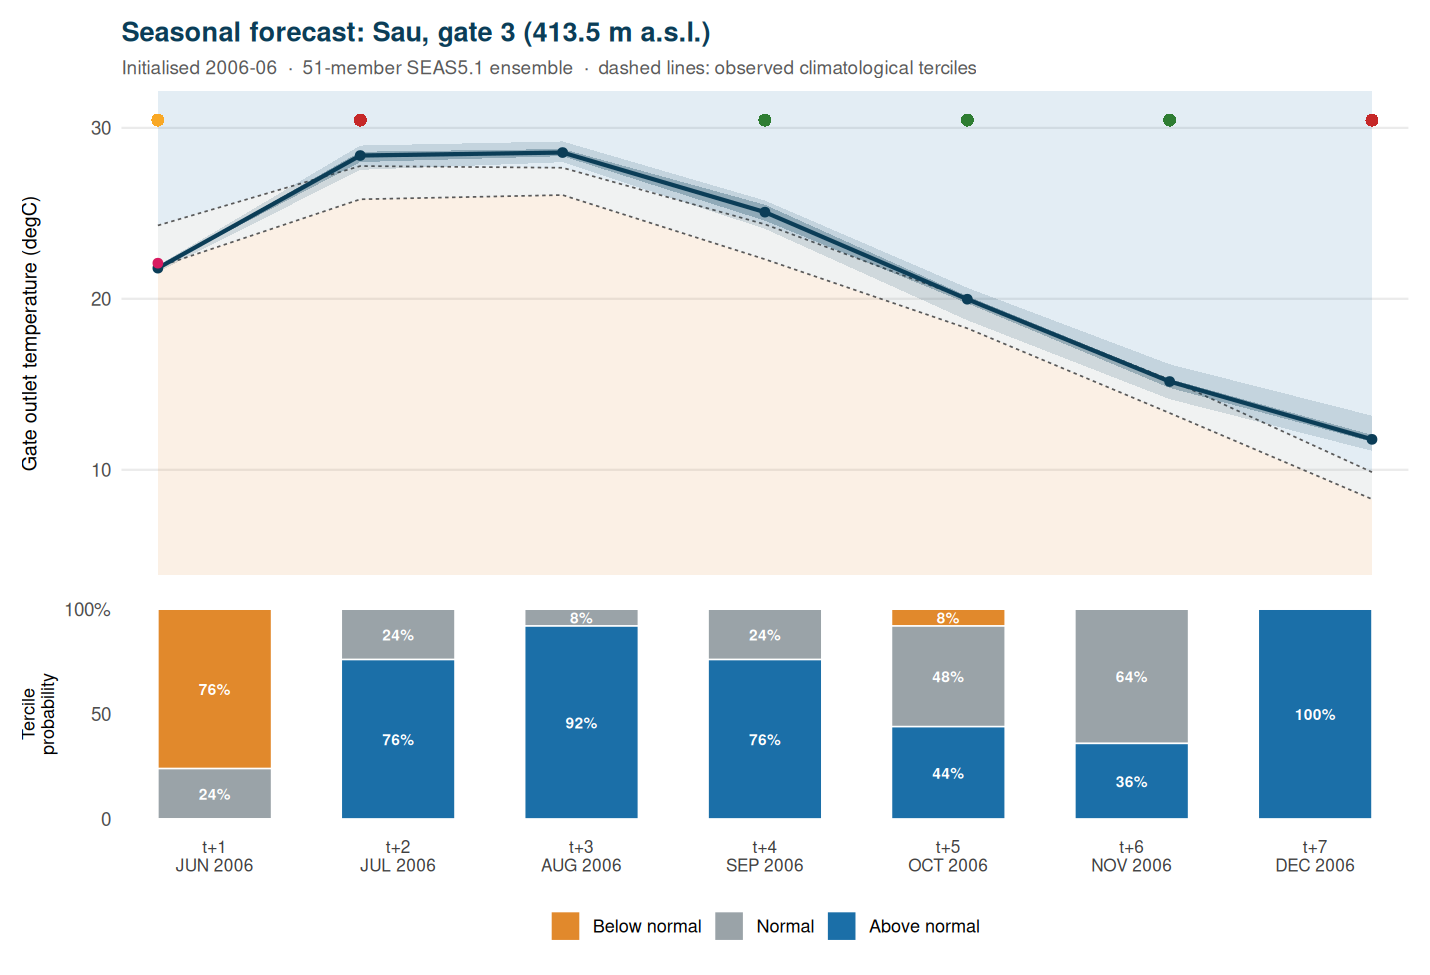 Seasonal forecast: Sau, gate 3 (413.5 m a.s.l.)
Initialised 2006-06 · 51-member SEAS5.1 ensemble · dashed lines: observed climatological terciles
Gate outlet temperature (degC)
30
20
10
Tercile
probability
100%
50
0
76%
24%
24%
76%
8%
92%
24%
76%
8%
48%
44%
64%
36%
100%
t+1
JUN 2006
t+2
JUL 2006
t+3
AUG 2006
t+4
SEP 2006
t+5
OCT 2006
t+6
NOV 2006
t+7
DEC 2006
Below normal
Normal
Above normal